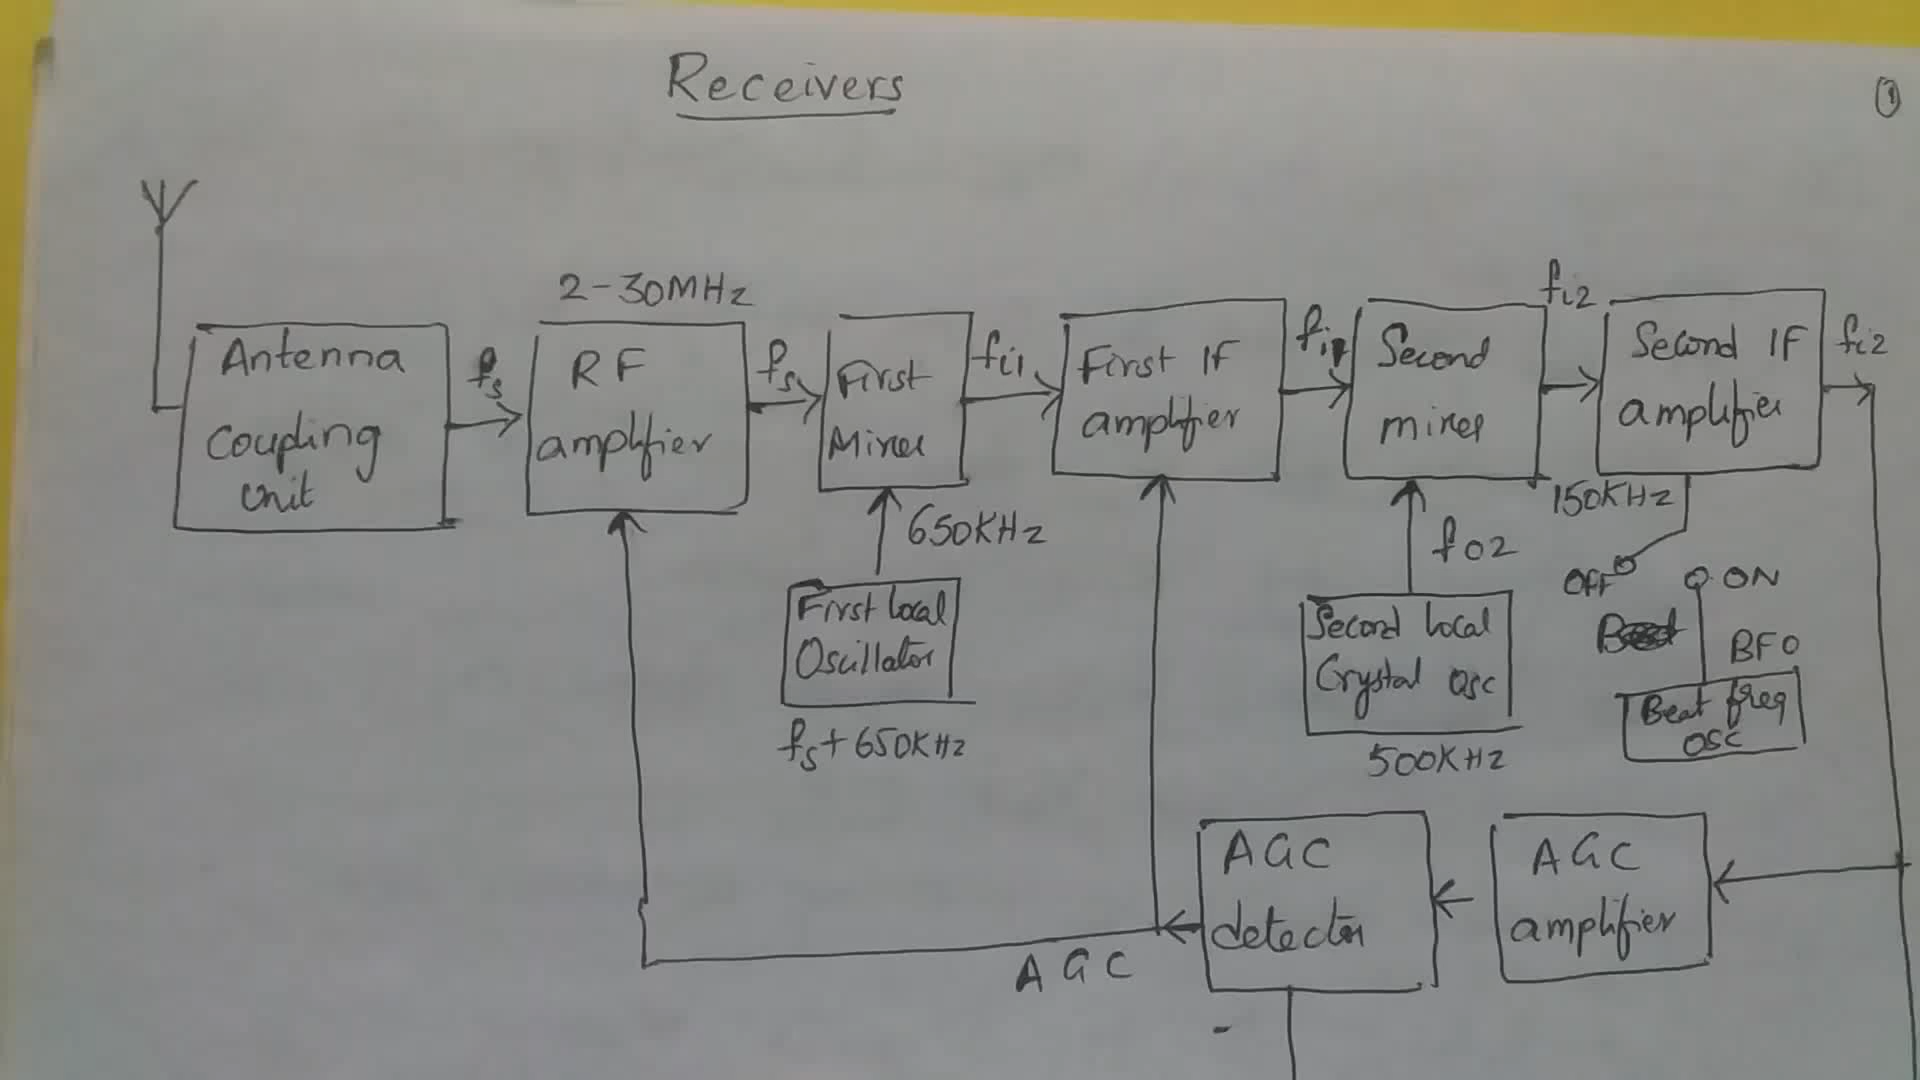 Receivers
1
2-30MHz
Antenna
Coupling
Unit
fs
RF
amplifier
fs
First
Mixer
fi1
First IF
amplifier
fi1
Second
mixer
fi2
Second IF
amplifier
fi2
650KHz
First Local
Oscillator
fs + 650KHz
fo2
Second Local
Crystal Osc
500KHz
150KHz
OFF
ON
BFO
Beat freq
OSC
AGC
detector
AGC
amplifier
AGC